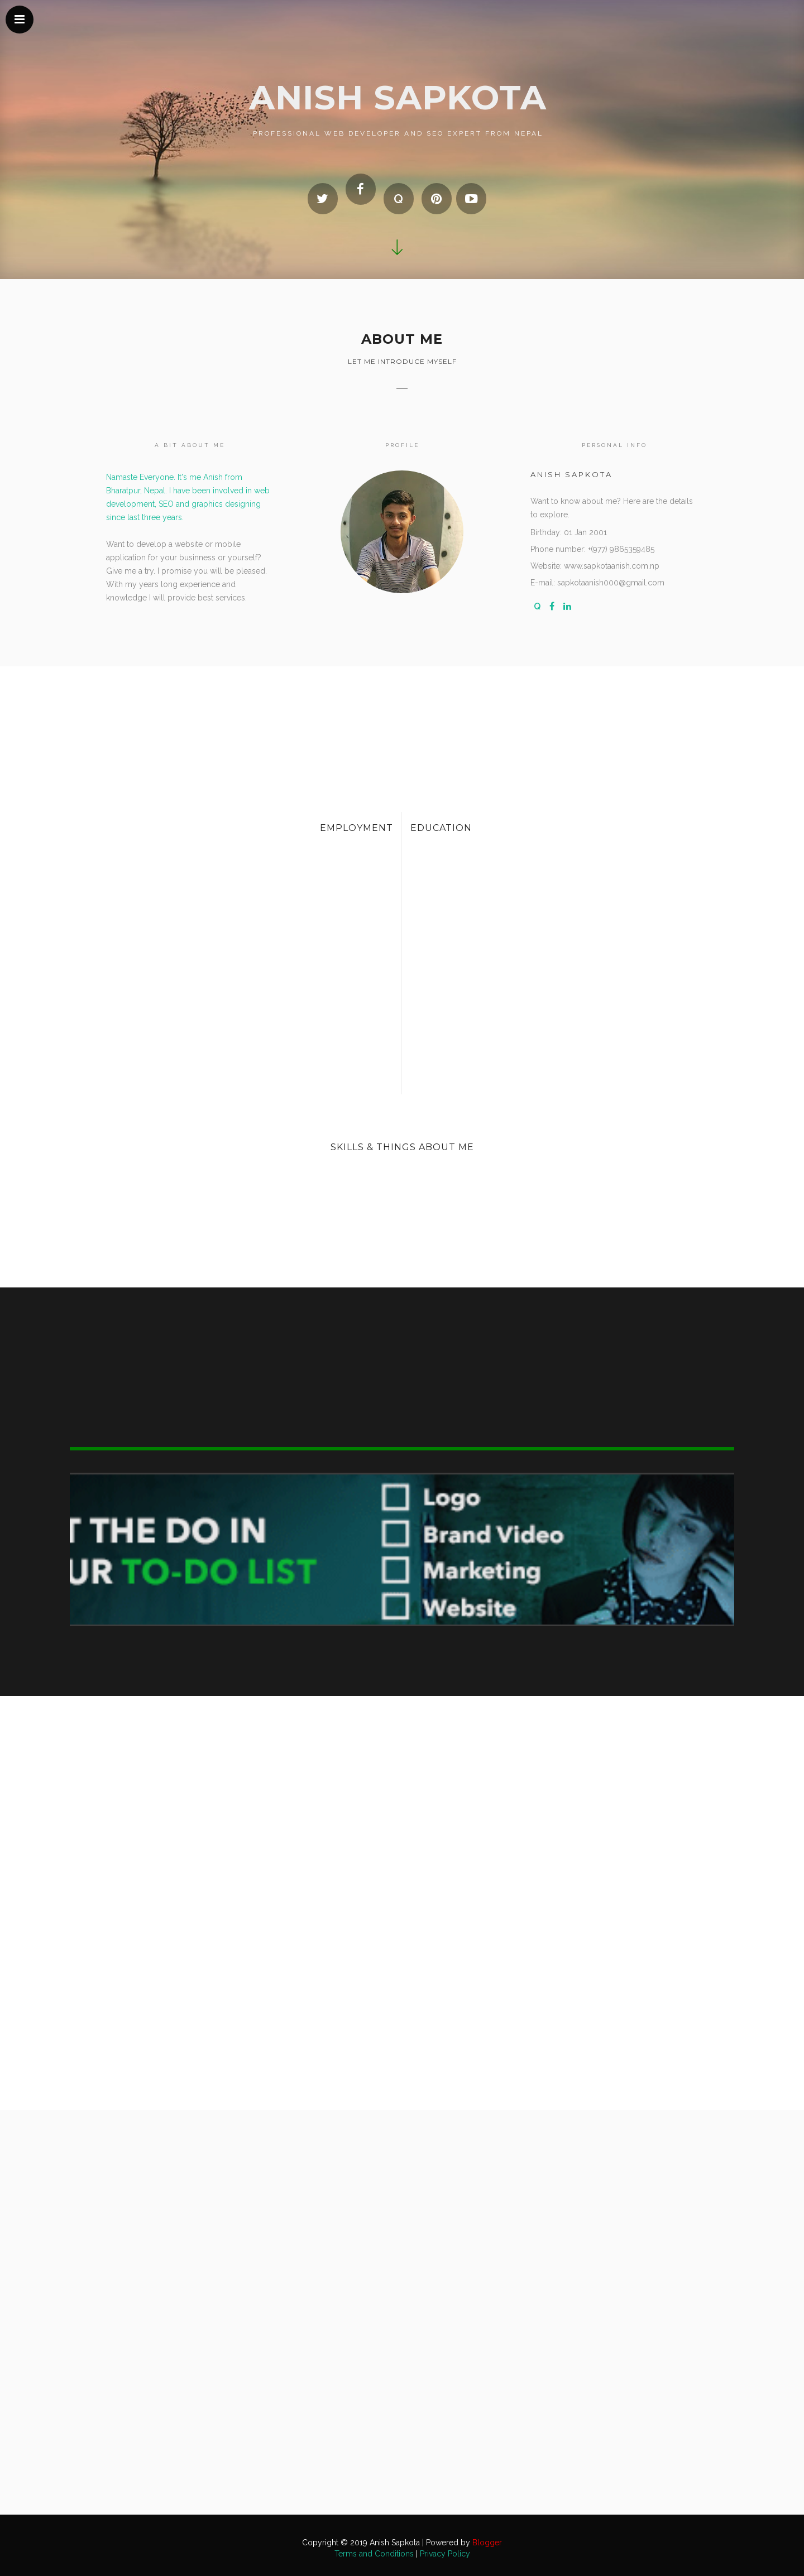 ANISH SAPKOTA
PROFESSIONAL WEB DEVELOPER AND SEO EXPERT FROM NEPAL
ABOUT ME
LET ME INTRODUCE MYSELF
A BIT ABOUT ME
Namaste Everyone. It's me Anish from
Bharatpur, Nepal. I have been involved in web
development, SEO and graphics designing
since last three years.
Want to develop a website or mobile
application for your businness or yourself?
Give me a try. I promise you will be pleased.
With my years long experience and
knowledge I will provide best services.
PROFILE
PERSONAL INFO
ANISH SAPKOTA
Want to know about me? Here are the details
to explore.
Birthday: 01 Jan 2001
Phone number: +(977) 9865359485
Website: www.sapkotaanish.com.np
E-mail: sapkotaanish000@gmail.com
EMPLOYMENT
EDUCATION
SKILLS & THINGS ABOUT ME
T THE DO IN
UR TO-DO LIST
Logo
Brand Video
Marketing
Website
Copyright © 2019 Anish Sapkota | Powered by Blogger
Terms and Conditions | Privacy Policy